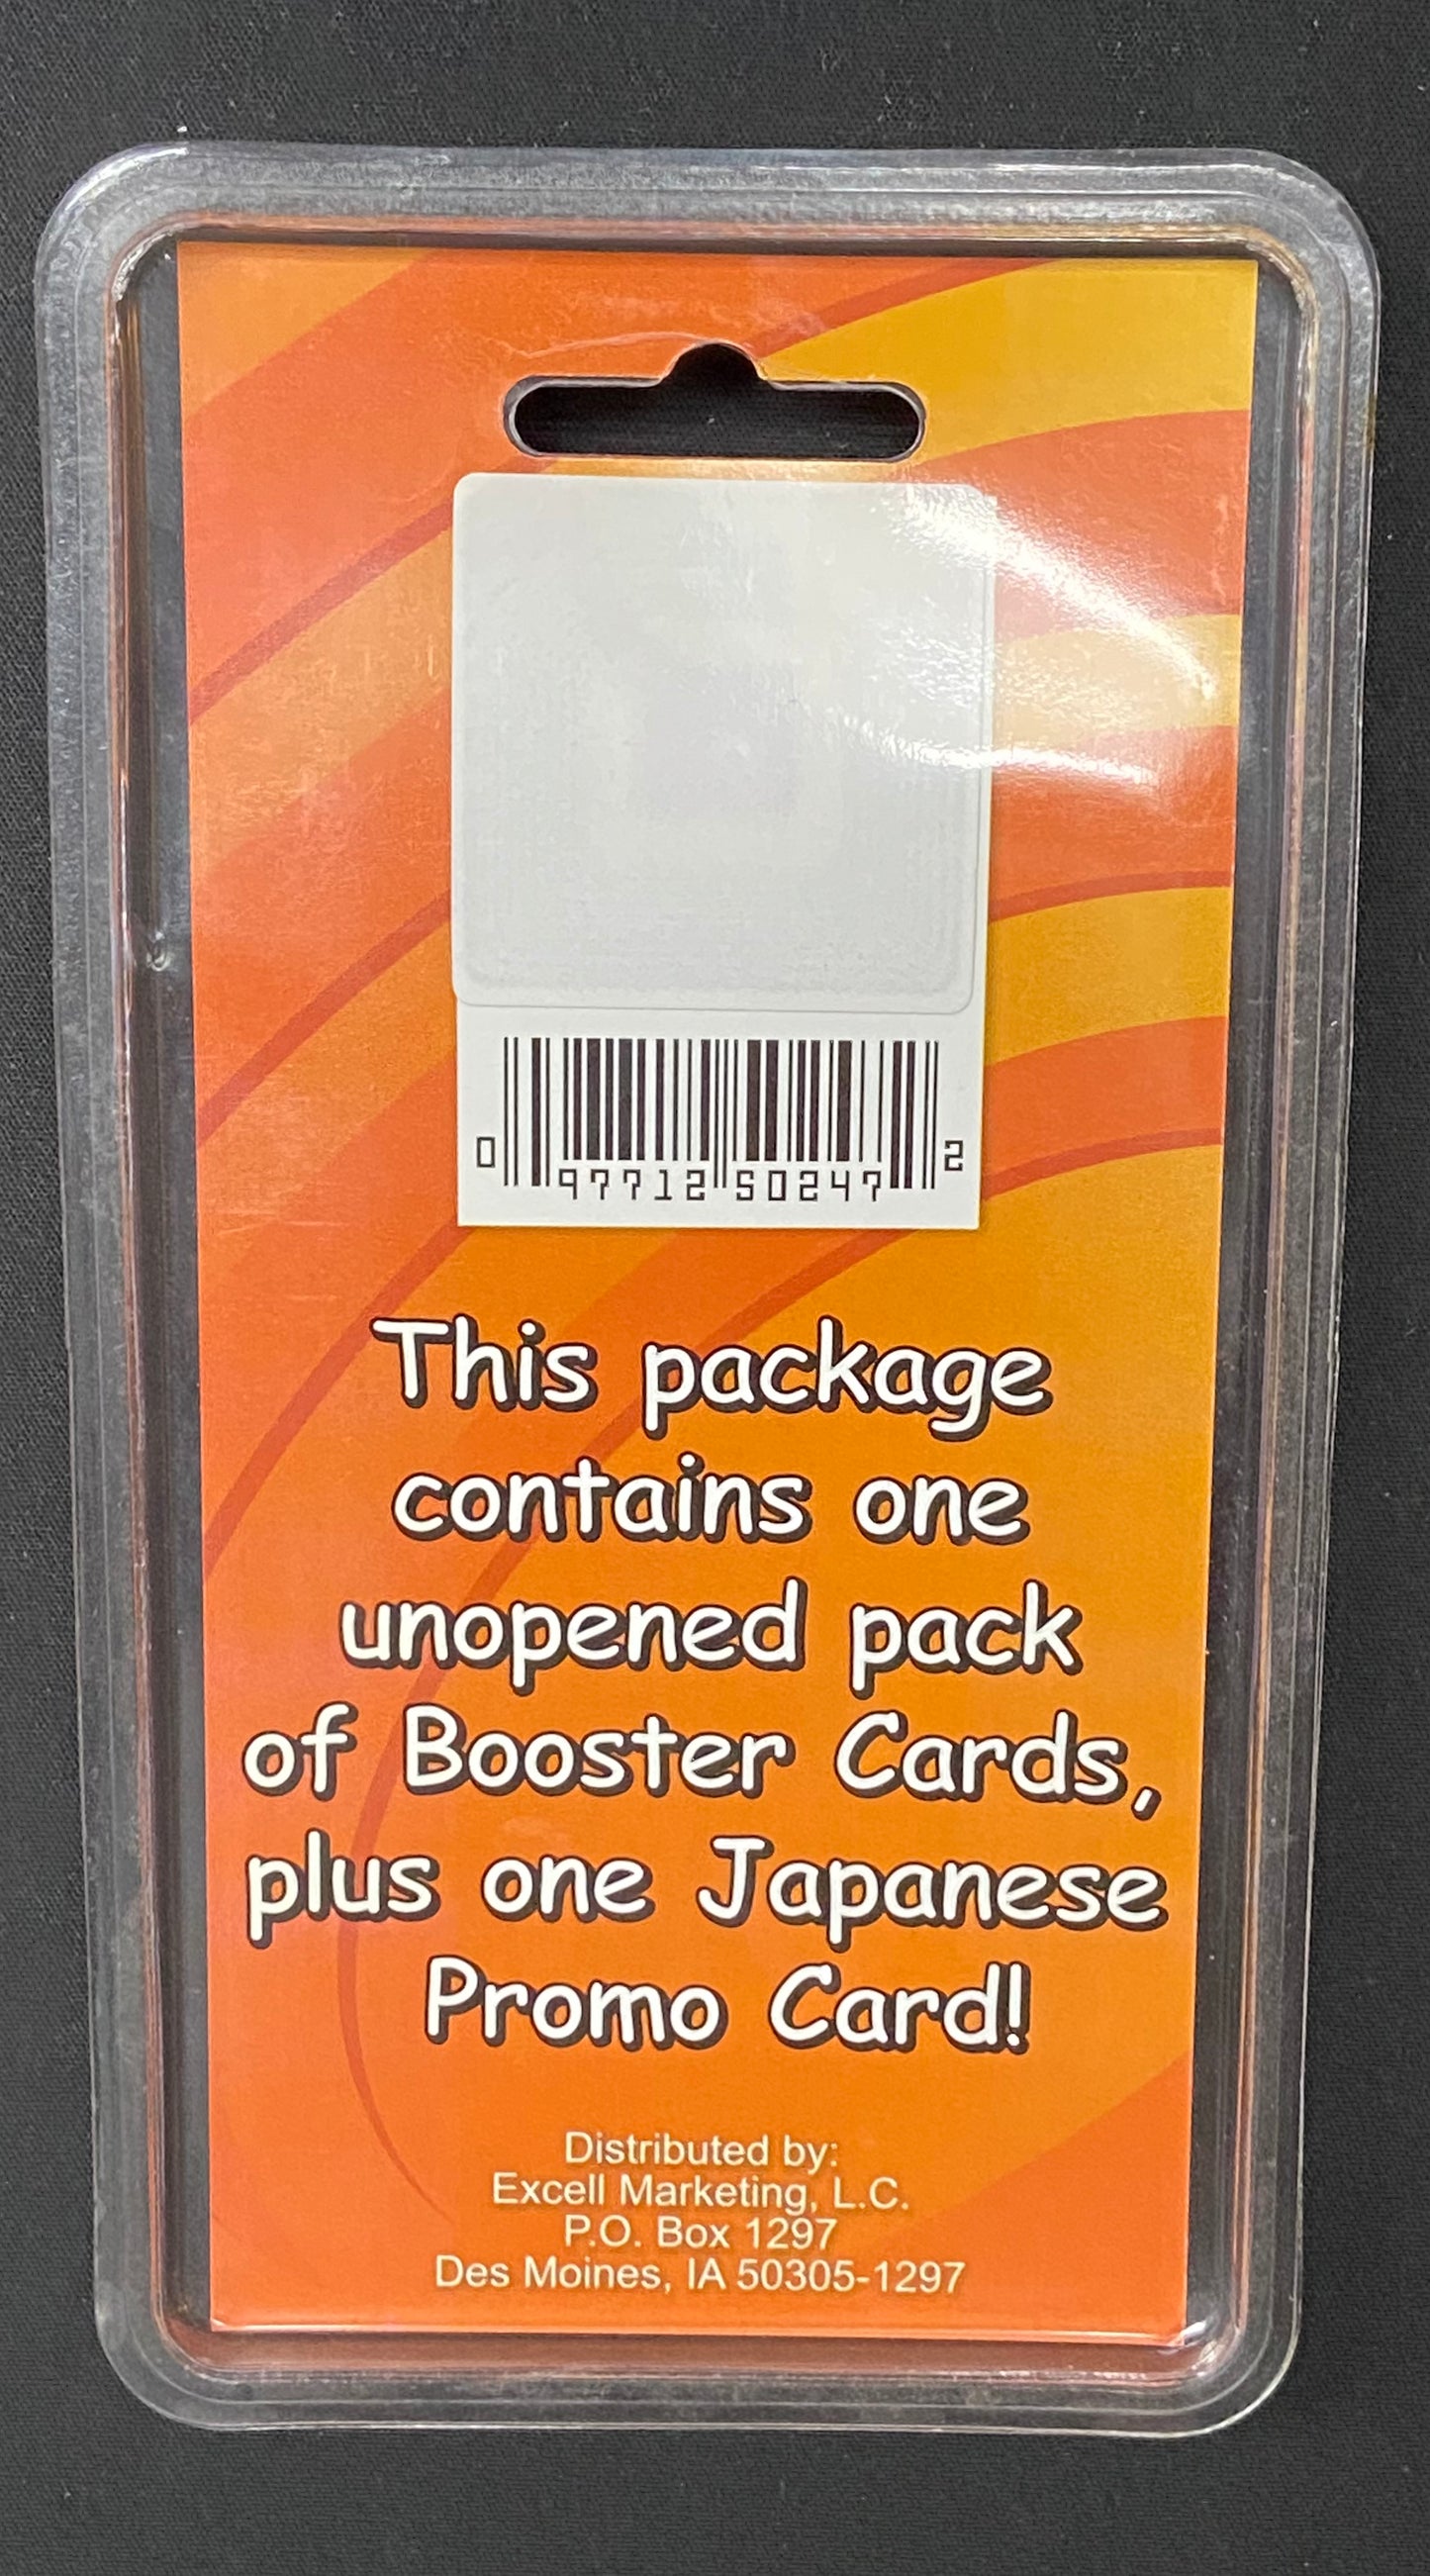 0 97712 50247 2
This package
contains one
unopened pack
of Booster Cards,
plus one Japanese
Promo Card!
Distributed by:
Excell Marketing, L.C.
P.O. Box 1297
Des Moines, IA 50305-1297